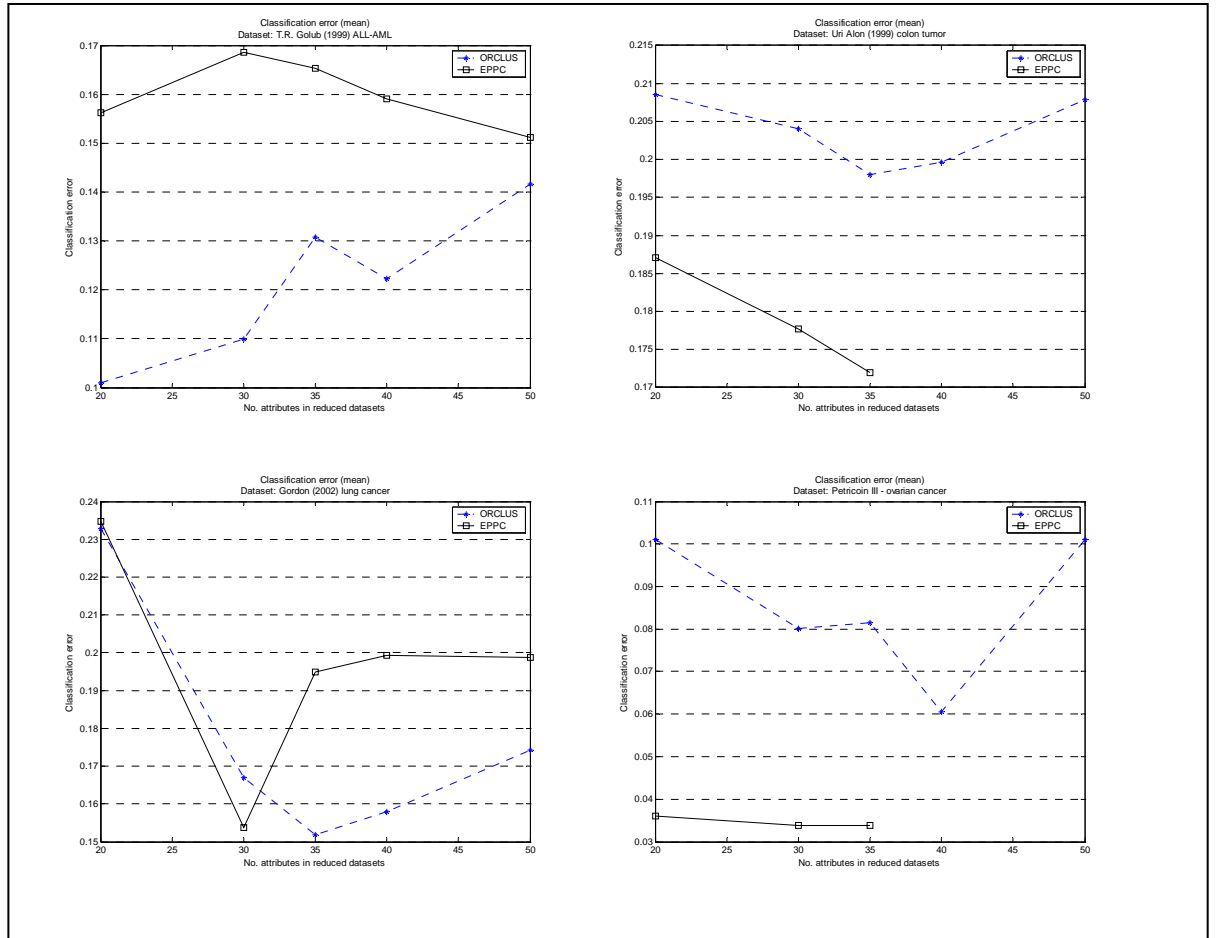 Classification error (mean)
Dataset: T.R. Golub (1999) ALL-AML
0.17
0.16
0.15
0.14
0.13
0.12
0.11
0.1
Classification error
20 25 30 35 40 45 50
No. attributes in reduced datasets
ORCLUS
EPPC
Classification error (mean)
Dataset: Uri Alon (1999) colon tumor
0.215
0.21
0.205
0.2
0.195
0.19
0.185
0.18
0.175
0.17
Classification error
20 25 30 35 40 45 50
No. attributes in reduced datasets
ORCLUS
EPPC
Classification error (mean)
Dataset: Gordon (2002) lung cancer
0.24
0.23
0.22
0.21
0.2
0.19
0.18
0.17
0.16
0.15
Classification error
20 25 30 35 40 45 50
No. attributes in reduced datasets
ORCLUS
EPPC
Classification error (mean)
Dataset: Petricoin III - ovarian cancer
0.11
0.1
0.09
0.08
0.07
0.06
0.05
0.04
0.03
Classification error
20 25 30 35 40 45 50
No. attributes in reduced datasets
ORCLUS
EPPC